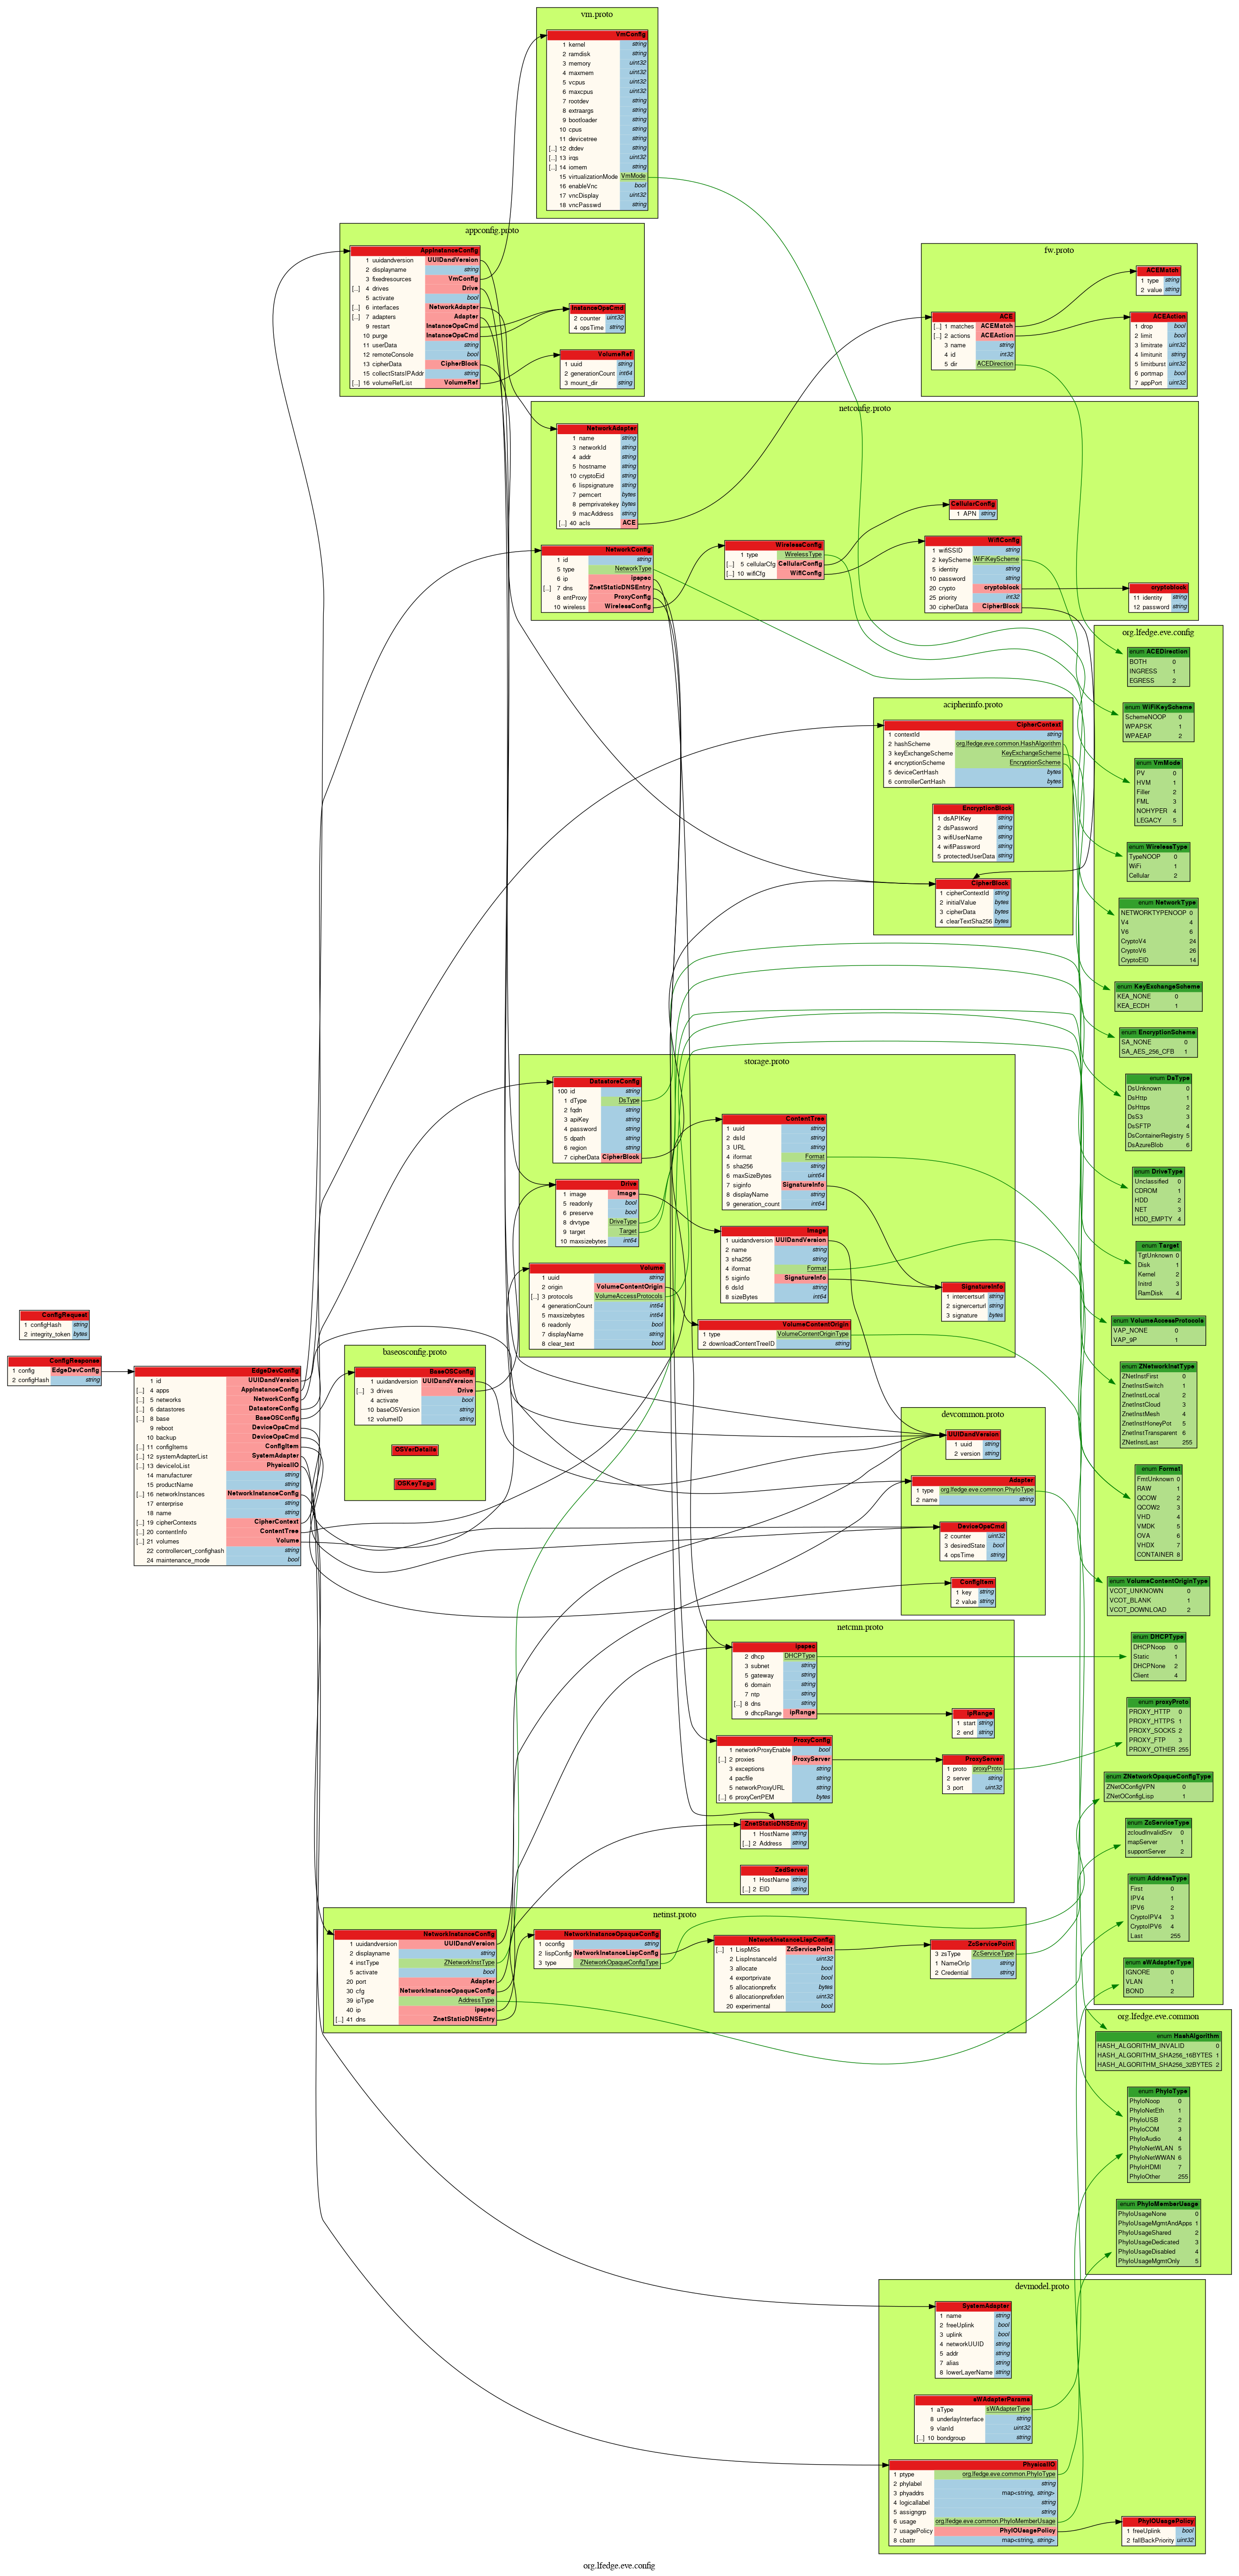 vm.proto
VmConfig
1 kernel string
2 ramdisk string
3 memory uint32
4 maxmem uint32
5 vcpus uint32
6 maxcpus uint32
7 rootdev string
8 extraargs string
9 bootloader string
10 cpus string
11 devicetree string
[...] 12 dtdev string
[...] 13 irqs uint32
[...] 14 iomem string
15 virtualizationMode VmMode
16 enableVnc bool
17 vncDisplay uint32
18 vncPasswd string
appconfig.proto
AppInstanceConfig
1 uuidandversion UUIDandVersion
2 displayname string
3 fixedresources VmConfig
[...] 4 drives Drive
5 activate bool
[...] 6 interfaces NetworkAdapter
[...] 7 adapters Adapter
9 restart InstanceOpsCmd
10 purge InstanceOpsCmd
11 userData string
12 remoteConsole bool
13 cipherData CipherBlock
15 collectStatsIPAddr string
[...] 16 volumeRefList VolumeRef
InstanceOpsCmd
2 counter uint32
4 opsTime string
VolumeRef
1 uuid string
2 generationCount int64
3 mount_dir string
fw.proto
ACEMatch
1 type string
2 value string
ACE
[...] 1 matches ACEMatch
[...] 2 actions ACEAction
3 name string
4 id int32
5 dir ACEDirection
ACEAction
1 drop bool
2 limit bool
3 limitrate uint32
4 limitunit string
5 limitburst uint32
6 portmap bool
7 appPort uint32
netconfig.proto
NetworkAdapter
1 name string
3 networkId string
4 addr string
5 hostname string
10 cryptoEid string
6 lispsignature string
7 pemcert bytes
8 pemprivatekey bytes
9 macAddress string
[...] 40 acls ACE
NetworkConfig
1 id string
5 type NetworkType
6 ip ipspec
[...] 7 dns ZnetStaticDNSEntry
8 entProxy ProxyConfig
10 wireless WirelessConfig
WirelessConfig
1 type WirelessType
[...] 5 cellularCfg CellularConfig
[...] 10 wifiCfg WifiConfig
CellularConfig
1 APN string
WifiConfig
1 wifiSSID string
2 keyScheme WiFiKeyScheme
5 identity string
10 password string
20 crypto cryptoblock
25 priority int32
30 cipherData CipherBlock
cryptoblock
11 identity string
12 password string
org.lfedge.eve.config
enum ACEDirection
BOTH 0
INGRESS 1
EGRESS 2
enum WiFiKeyScheme
SchemeNOOP 0
WPAPSK 1
WPAEAP 2
enum VmMode
PV 0
HVM 1
Filler 2
FML 3
NOHYPER 4
LEGACY 5
enum WirelessType
TypeNOOP 0
WiFi 1
Cellular 2
enum NetworkType
NETWORKTYPENOOP 0
V4 4
V6 6
CryptoV4 24
CryptoV6 26
CryptoEID 14
enum KeyExchangeScheme
KEA_NONE 0
KEA_ECDH 1
enum EncryptionScheme
SA_NONE 0
SA_AES_256_CFB 1
enum DsType
DsUnknown 0
DsHttp 1
DsHttps 2
DsS3 3
DsSFTP 4
DsContainerRegistry 5
DsAzureBlob 6
enum DriveType
Unclassified 0
CDROM 1
HDD 2
NET 3
HDD_EMPTY 4
enum Target
TgtUnknown 0
Disk 1
Kernel 2
Initrd 3
RamDisk 4
enum VolumeAccessProtocols
VAP_NONE 0
VAP_9P 1
enum ZNetworkInstType
ZNetInstFirst 0
ZnetInstSwitch 1
ZnetInstLocal 2
ZnetInstCloud 3
ZnetInstMesh 4
ZnetInstHoneyPot 5
ZnetInstTransparent 6
ZNetInstLast 255
enum Format
FmtUnknown 0
RAW 1
QCOW 2
QCOW2 3
VHD 4
VMDK 5
OVA 6
VHDX 7
CONTAINER 8
enum VolumeContentOriginType
VCOT_UNKNOWN 0
VCOT_BLANK 1
VCOT_DOWNLOAD 2
enum DHCPType
DHCPNoop 0
Static 1
DHCPNone 2
Client 4
enum proxyProto
PROXY_HTTP 0
PROXY_HTTPS 1
PROXY_SOCKS 2
PROXY_FTP 3
PROXY_OTHER 255
enum ZNetworkOpaqueConfigType
ZNetOConfigVPN 0
ZNetOConfigLisp 1
enum ZcServiceType
zcloudInvalidSrv 0
mapServer 1
supportServer 2
enum AddressType
First 0
IPV4 1
IPV6 2
CryptoIPV4 3
CryptoIPV6 4
Last 255
enum sWAdapterType
IGNORE 0
VLAN 1
BOND 2
acipherinfo.proto
CipherContext
1 contextId string
2 hashScheme org.lfedge.eve.common.HashAlgorithm
3 keyExchangeScheme KeyExchangeScheme
4 encryptionScheme EncryptionScheme
5 deviceCertHash bytes
6 controllerCertHash bytes
EncryptionBlock
1 dsAPIKey string
2 dsPassword string
3 wifiUserName string
4 wifiPassword string
5 protectedUserData string
CipherBlock
1 cipherContextId string
2 initialValue bytes
3 cipherData bytes
4 clearTextSha256 bytes
storage.proto
DatastoreConfig
100 id string
1 dType DsType
2 fqdn string
3 apiKey string
4 password string
5 dpath string
6 region string
7 cipherData CipherBlock
Drive
1 image Image
5 readonly bool
6 preserve bool
8 drvtype DriveType
9 target Target
10 maxsizebytes int64
Volume
1 uuid string
2 origin VolumeContentOrigin
[...] 3 protocols VolumeAccessProtocols
4 generationCount int64
5 maxsizebytes int64
6 readonly bool
7 displayName string
8 clear_text bool
ContentTree
1 uuid string
2 dsId string
3 URL string
4 iformat Format
5 sha256 string
6 maxSizeBytes uint64
7 siginfo SignatureInfo
8 displayName string
9 generation_count int64
Image
1 uuidandversion UUIDandVersion
2 name string
3 sha256 string
4 iformat Format
5 siginfo SignatureInfo
6 dsId string
8 sizeBytes int64
VolumeContentOrigin
1 type VolumeContentOriginType
2 downloadContentTreeID string
SignatureInfo
1 intercertsurl string
2 signercerturl string
3 signature bytes
ConfigRequest
1 configHash string
2 integrity_token bytes
ConfigResponse
1 config EdgeDevConfig
2 configHash string
EdgeDevConfig
1 id UUIDandVersion
[...] 4 apps AppInstanceConfig
[...] 5 networks NetworkConfig
[...] 6 datastores DatastoreConfig
[...] 8 base BaseOSConfig
9 reboot DeviceOpsCmd
10 backup DeviceOpsCmd
[...] 11 configItems ConfigItem
[...] 12 systemAdapterList SystemAdapter
[...] 13 deviceIoList PhysicalIO
14 manufacturer string
15 productName string
[...] 16 networkInstances NetworkInstanceConfig
17 enterprise string
18 name string
[...] 19 cipherContexts CipherContext
[...] 20 contentInfo ContentTree
[...] 21 volumes Volume
22 controllercert_confighash string
24 maintenance_mode bool
baseosconfig.proto
BaseOSConfig
1 uuidandversion UUIDandVersion
[...] 3 drives Drive
4 activate bool
10 baseOSVersion string
12 volumeID string
OSVerDetails
OSKeyTags
devcommon.proto
UUIDandVersion
1 uuid string
2 version string
Adapter
1 type org.lfedge.eve.common.PhyIoType
2 name string
DeviceOpsCmd
2 counter uint32
3 desiredState bool
4 opsTime string
ConfigItem
1 key string
2 value string
netcmn.proto
ipspec
2 dhcp DHCPType
3 subnet string
5 gateway string
6 domain string
7 ntp string
[...] 8 dns string
9 dhcpRange ipRange
ipRange
1 start string
2 end string
ProxyConfig
1 networkProxyEnable bool
[...] 2 proxies ProxyServer
3 exceptions string
4 pacfile string
5 networkProxyURL string
[...] 6 proxyCertPEM bytes
ProxyServer
1 proto proxyProto
2 server string
3 port uint32
ZnetStaticDNSEntry
1 HostName string
[...] 2 Address string
ZedServer
1 HostName string
[...] 2 EID string
netinst.proto
NetworkInstanceConfig
1 uuidandversion UUIDandVersion
2 displayname string
4 instType ZNetworkInstType
5 activate bool
20 port Adapter
30 cfg NetworkInstanceOpaqueConfig
39 ipType AddressType
40 ip ipspec
[...] 41 dns ZnetStaticDNSEntry
NetworkInstanceOpaqueConfig
1 oconfig string
2 lispConfig NetworkInstanceLispConfig
3 type ZNetworkOpaqueConfigType
NetworkInstanceLispConfig
[...] 1 LispMSs ZcServicePoint
2 LispInstanceId uint32
3 allocate bool
4 exportprivate bool
5 allocationprefix bytes
6 allocationprefixlen uint32
20 experimental bool
ZcServicePoint
3 zsType ZcServiceType
1 NameOrIp string
2 Credential string
org.lfedge.eve.common
enum HashAlgorithm
HASH_ALGORITHM_INVALID 0
HASH_ALGORITHM_SHA256_16BYTES 1
HASH_ALGORITHM_SHA256_32BYTES 2
enum PhyIoType
PhyIoNoop 0
PhyIoNetEth 1
PhyIoUSB 2
PhyIoCOM 3
PhyIoAudio 4
PhyIoNetWLAN 5
PhyIoNetWWAN 6
PhyIoHDMI 7
PhyIoOther 255
enum PhyIoMemberUsage
PhyIoUsageNone 0
PhyIoUsageMgmtAndApps 1
PhyIoUsageShared 2
PhyIoUsageDedicated 3
PhyIoUsageDisabled 4
PhyIoUsageMgmtOnly 5
devmodel.proto
SystemAdapter
1 name string
2 freeUplink bool
3 uplink bool
4 networkUUID string
5 addr string
7 alias string
8 lowerLayerName string
sWAdapterParams
1 aType sWAdapterType
8 underlayInterface string
9 vlanId uint32
[...] 10 bondgroup string
PhysicalIO
1 ptype org.lfedge.eve.common.PhyIoType
2 phylabel string
3 phyaddrs map<string, string>
4 logicallabel string
5 assigngrp string
6 usage org.lfedge.eve.common.PhyIoMemberUsage
7 usagePolicy PhyIOUsagePolicy
8 cbattr map<string, string>
PhyIOUsagePolicy
1 freeUplink bool
2 fallBackPriority uint32
org.lfedge.eve.config